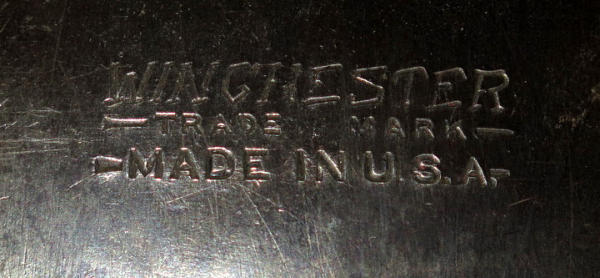 WINCHESTER
-TRADE MARK-
-MADE IN U.S.A.-